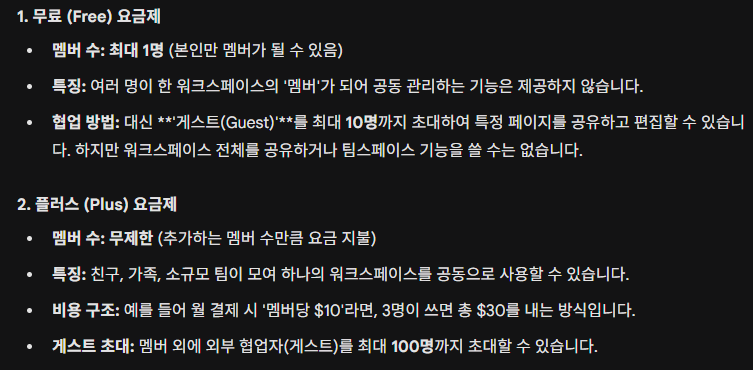 1. 무료 (Free) 요금제
• 멤버 수: 최대 1명 (본인만 멤버가 될 수 있음)
• 특징: 여러 명이 한 워크스페이스의 '멤버'가 되어 공동 관리하는 기능은 제공하지 않습니다.
• 협업 방법: 대신 **'게스트(Guest)'**를 최대 10명까지 초대하여 특정 페이지를 공유하고 편집할 수 있습니
다. 하지만 워크스페이스 전체를 공유하거나 팀스페이스 기능을 쓸 수는 없습니다.
2. 플러스 (Plus) 요금제
• 멤버 수: 무제한 (추가하는 멤버 수만큼 요금 지불)
• 특징: 친구, 가족, 소규모 팀이 모여 하나의 워크스페이스를 공동으로 사용할 수 있습니다.
• 비용 구조: 예를 들어 월 결제 시 '멤버당 $10'라면, 3명이 쓰면 총 $30를 내는 방식입니다.
• 게스트 초대: 멤버 외에 외부 협업자(게스트)를 최대 100명까지 초대할 수 있습니다.